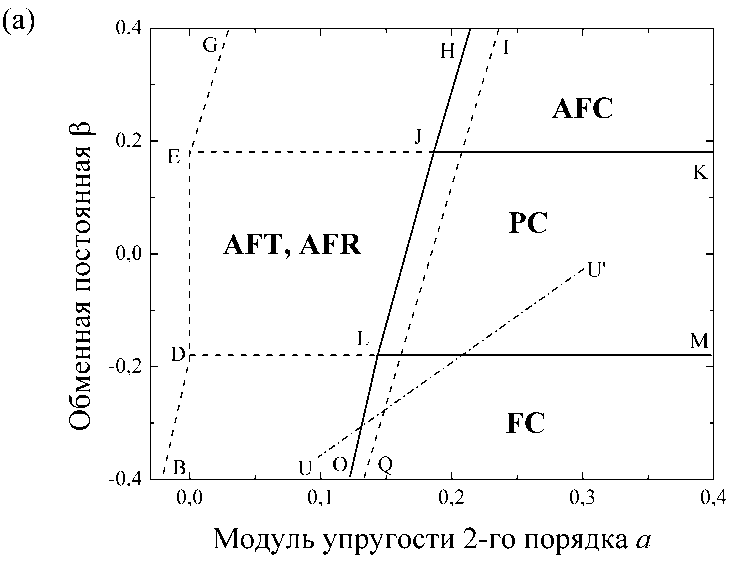 (a)
Обменная постоянная β
0,4
0,2
0,0
-0,2
-0,4
G
H
I
AFC
J
E
K
PC
AFT, AFR
U'
L
M
D
FC
B
U
O
Q
0,0
0,1
0,2
0,3
0,4
Модуль упругости 2-го порядка a